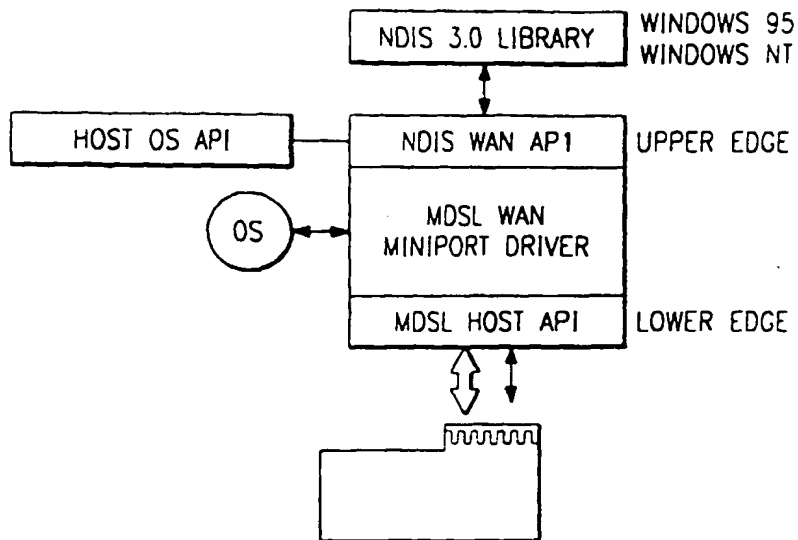 NDIS 3.0 LIBRARY
WINDOWS 95
WINDOWS NT
HOST OS API
NDIS WAN AP1
UPPER EDGE
OS
MDSL WAN
MINIPORT DRIVER
MDSL HOST API
LOWER EDGE